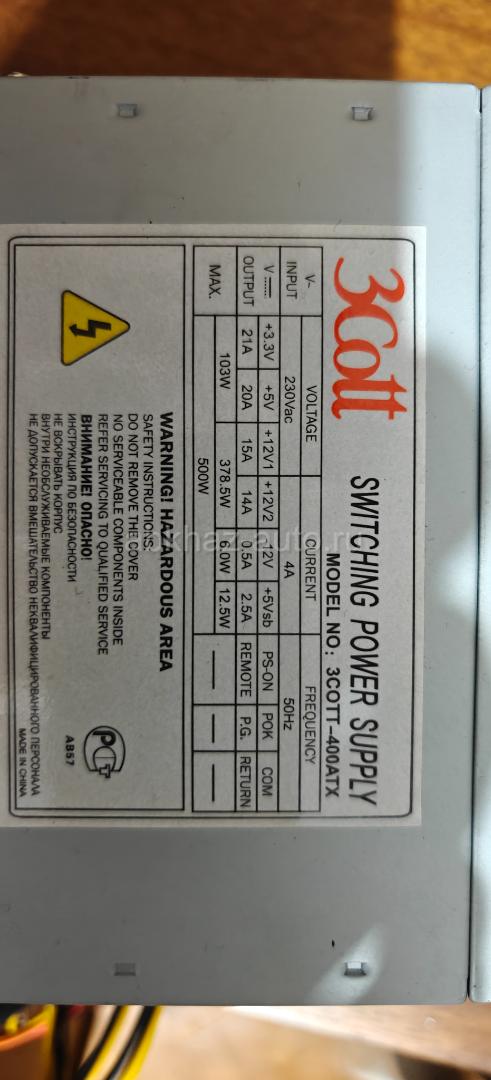 3Cott
SWITCHING POWER SUPPLY
MODEL NO: 3COTT-400ATX
V~ VOLTAGE CURRENT FREQUENCY
INPUT 230Vac 4A 50Hz
V +3.3V +5V +12V1 +12V2 -12V +5Vsb PS-ON POK COM
OUTPUT 21A 20A 15A 14A 0.5A 2.5A REMOTE P.G. RETURN
MAX. 103W 378.5W 6.0W 12.5W — — —
500W
WARNING! HAZARDOUS AREA
SAFETY INSTRUCTIONS:
DO NOT REMOVE THE COVER
NO SERVICEABLE COMPONENTS INSIDE
REFER SERVICING TO QUALIFIED SERVICE
ВНИМАНИЕ! ОПАСНО!
ИНСТРУКЦИЯ ПО БЕЗОПАСНОСТИ
НЕ ВСКРЫВАТЬ КОРПУС
ВНУТРИ НЕОБСЛУЖИВАЕМЫЕ КОМПОНЕНТЫ
НЕ ДОПУСКАЕТСЯ ВМЕШАТЕЛЬСТВО НЕКВАЛИФИЦИРОВАННОГО ПЕРСОНАЛА
АВ57
MADE IN CHINA